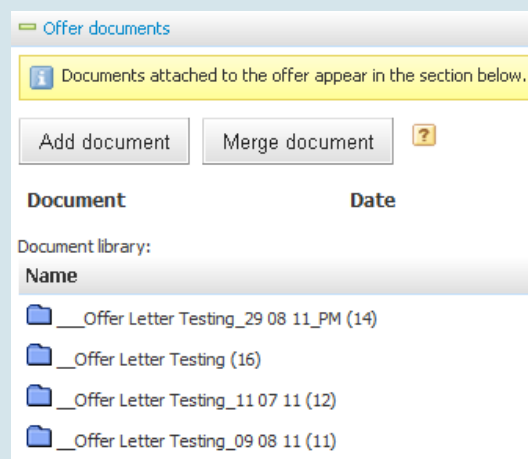 Offer documents
Documents attached to the offer appear in the section below.
Add document Merge document ?
Document Date
Document library:
Name
___Offer Letter Testing_29 08 11_PM (14)
__Offer Letter Testing (16)
__Offer Letter Testing_11 07 11 (12)
__Offer Letter Testing_09 08 11 (11)